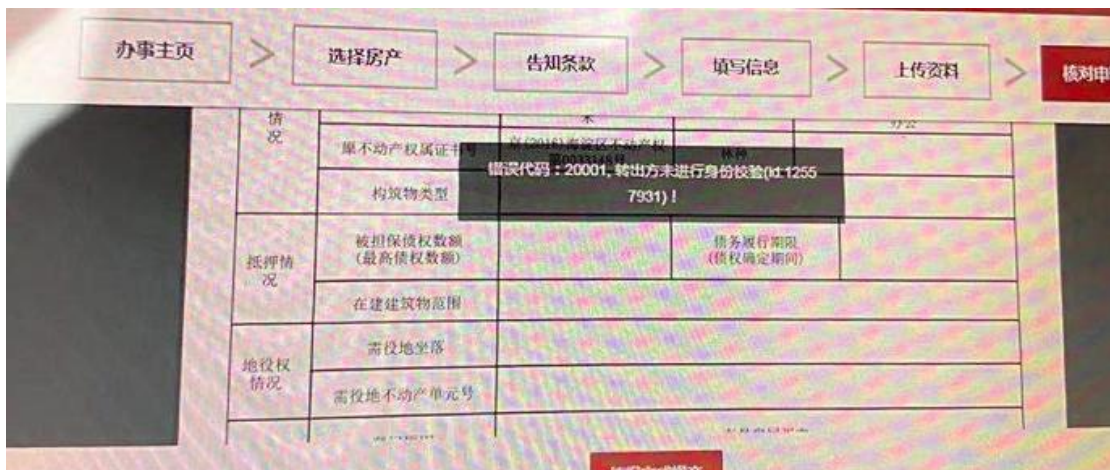 办事主页 > 选择房产 > 告知条款 > 填写信息 > 上传资料 > 核对申
情况
米
办公
原不动产权属证书号
林种
错误代码：20001, 转出方未进行身份校验(id:1255
7931)！
构筑物类型
抵押情况
被担保债权数额
(最高债权数额)
债务履行期限
(债权确定期间)
在建建筑物范围
地役权情况
需役地坐落
需役地不动产单元号